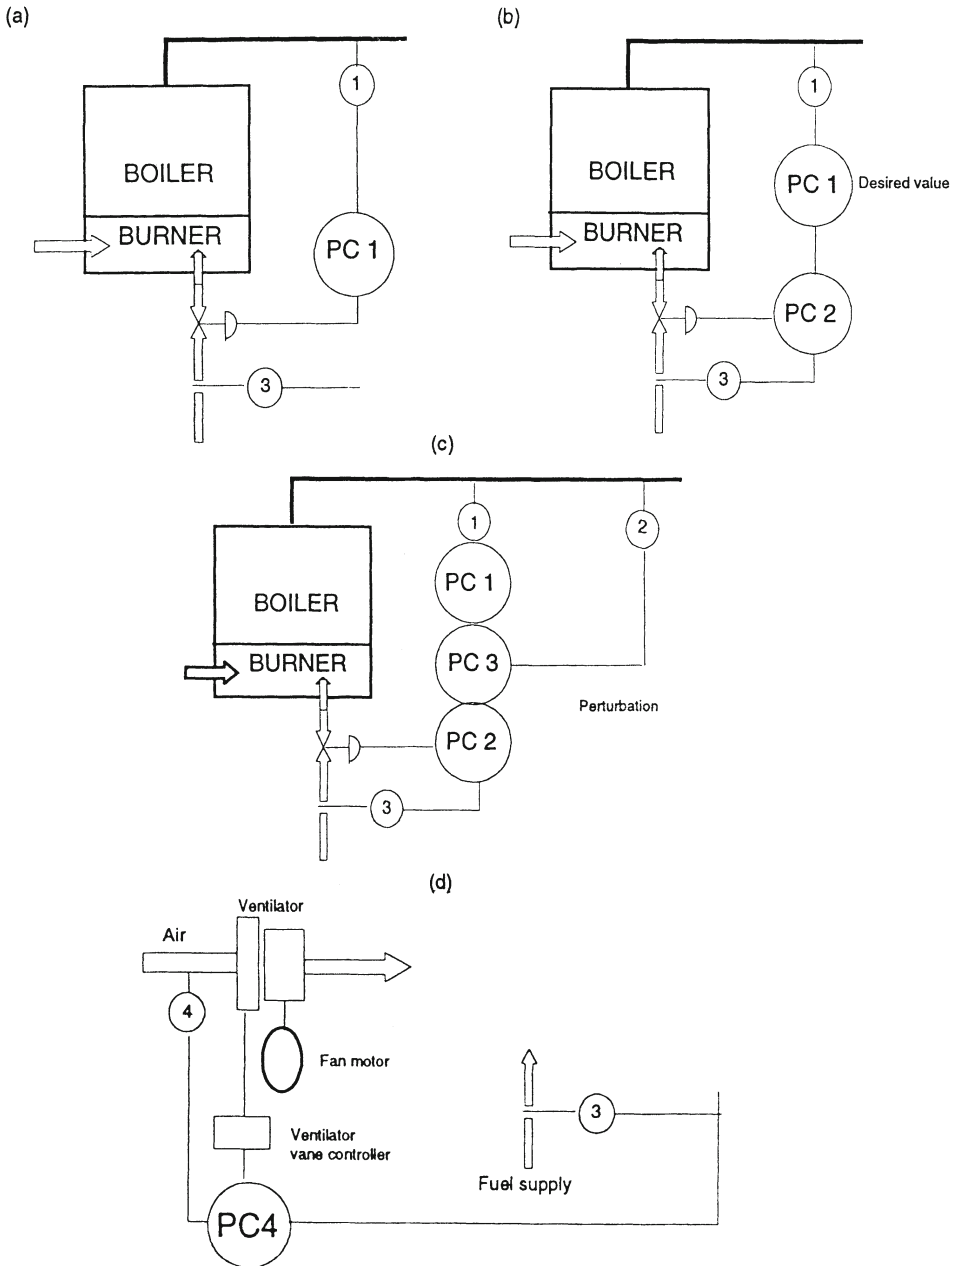 (a)
1
BOILER
BURNER
PC 1
3
(b)
1
BOILER
PC 1
Desired value
BURNER
PC 2
3
(c)
1
2
PC 1
BOILER
BURNER
PC 3
Perturbation
PC 2
3
(d)
Ventilator
Air
4
Fan motor
3
Ventilator
vane controller
Fuel supply
PC4